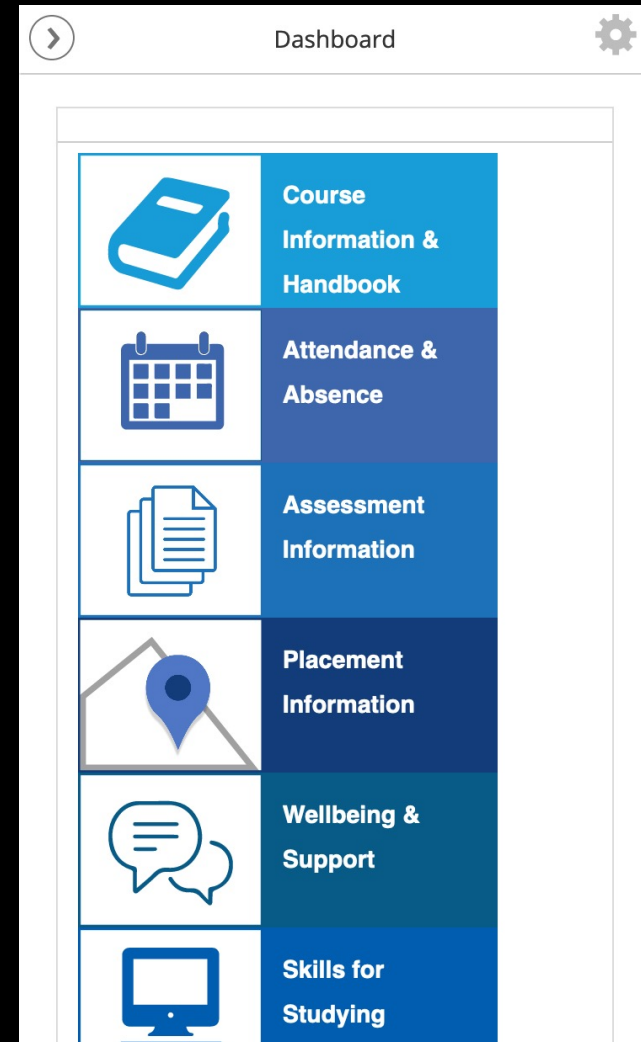 Dashboard
Course
Information &
Handbook
Attendance &
Absence
Assessment
Information
Placement
Information
Wellbeing &
Support
Skills for
Studying